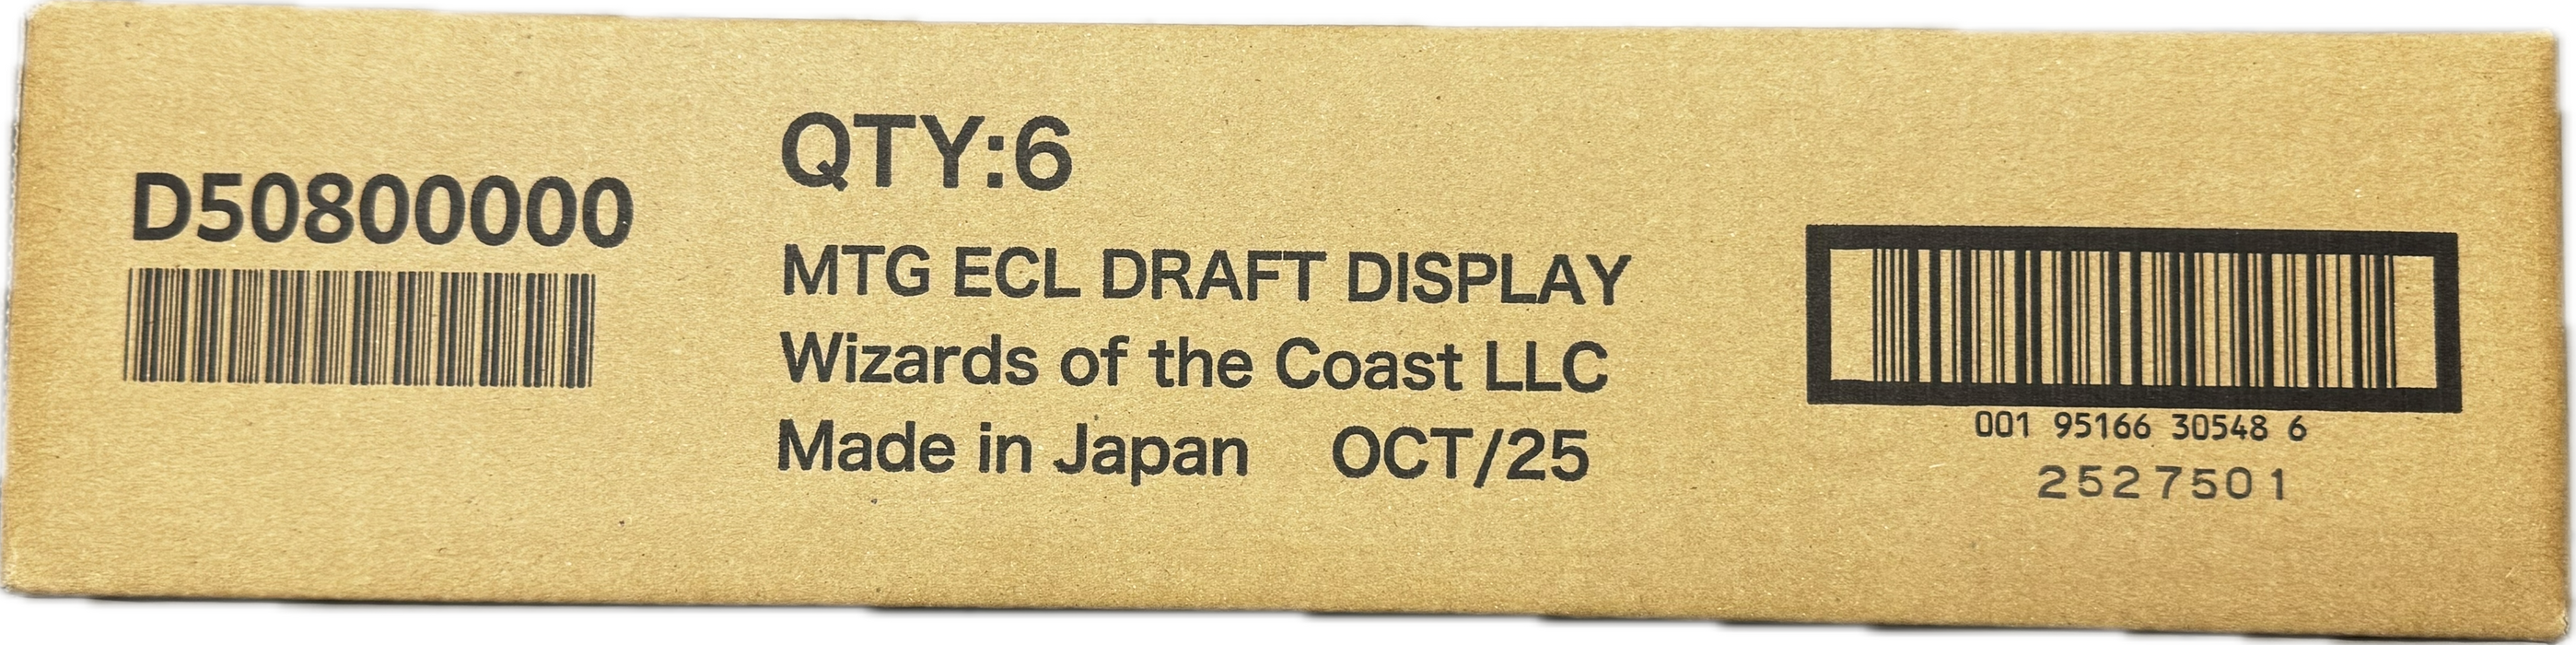 D50800000
QTY:6
MTG ECL DRAFT DISPLAY
Wizards of the Coast LLC
Made in Japan OCT/25
001 95166 30548 6
2527501